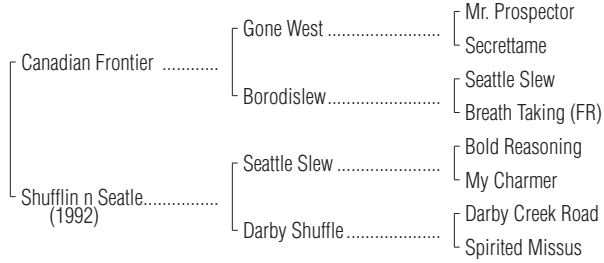 Mr. Prospector
Gone West ........................
Secrettame
Canadian Frontier ............
Seattle Slew
Borodislew........................
Breath Taking (FR)
Bold Reasoning
Seattle Slew ......................
My Charmer
Shufflin n Seatle................
(1992)
Darby Creek Road
Darby Shuffle....................
Spirited Missus